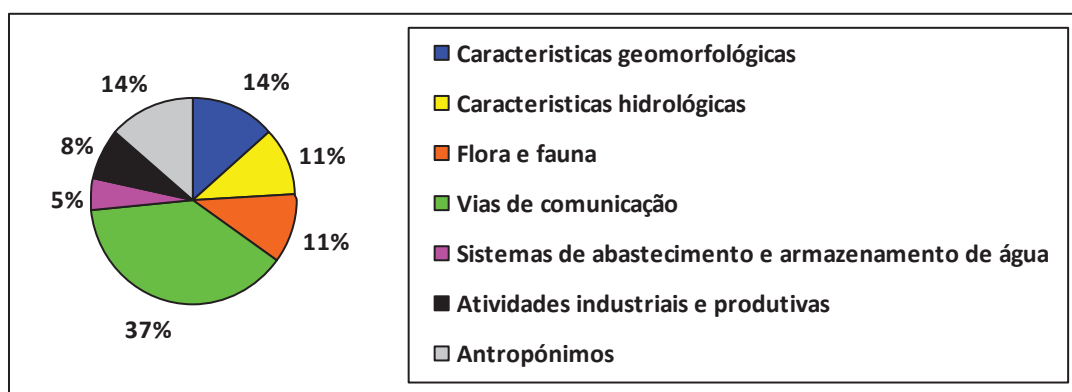 14%
14%
8%
11%
5%
11%
37%
Caracteristicas geomorfológicas
Caracteristicas hidrológicas
Flora e fauna
Vias de comunicação
Sistemas de abastecimento e armazenamento de água
Atividades industriais e produtivas
Antropónimos